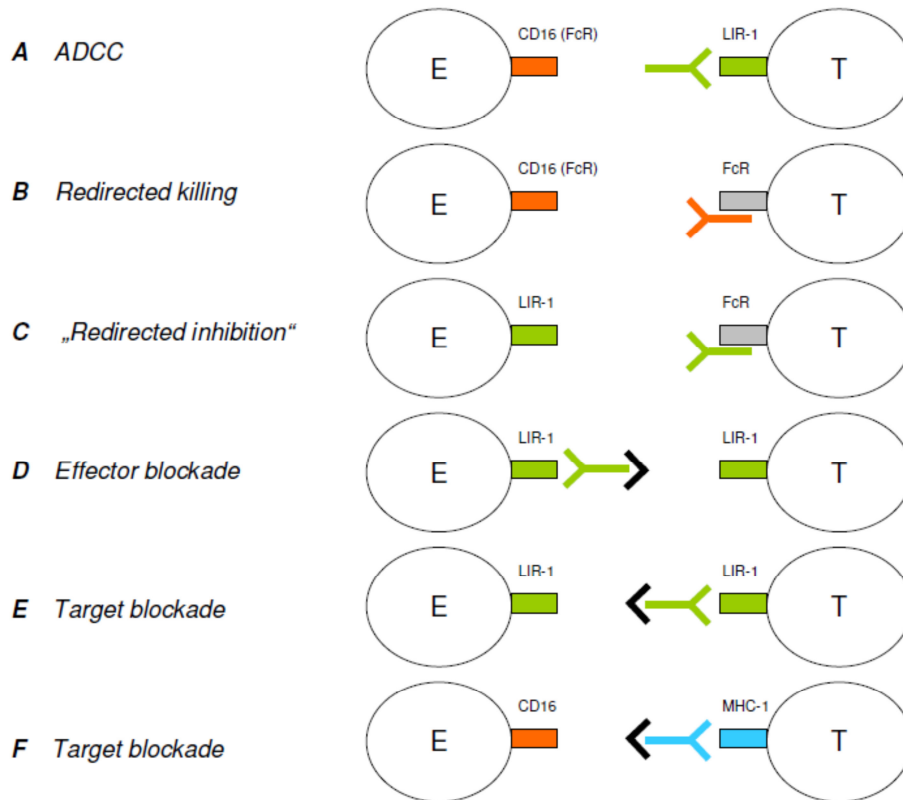 A ADCC CD16 (FcR) LIR-1
E T
B Redirected killing CD16 (FcR) FcR
E T
C „Redirected inhibition“ LIR-1 FcR
E T
D Effector blockade LIR-1 LIR-1
E T
E Target blockade LIR-1 LIR-1
E T
F Target blockade CD16 MHC-1
E T